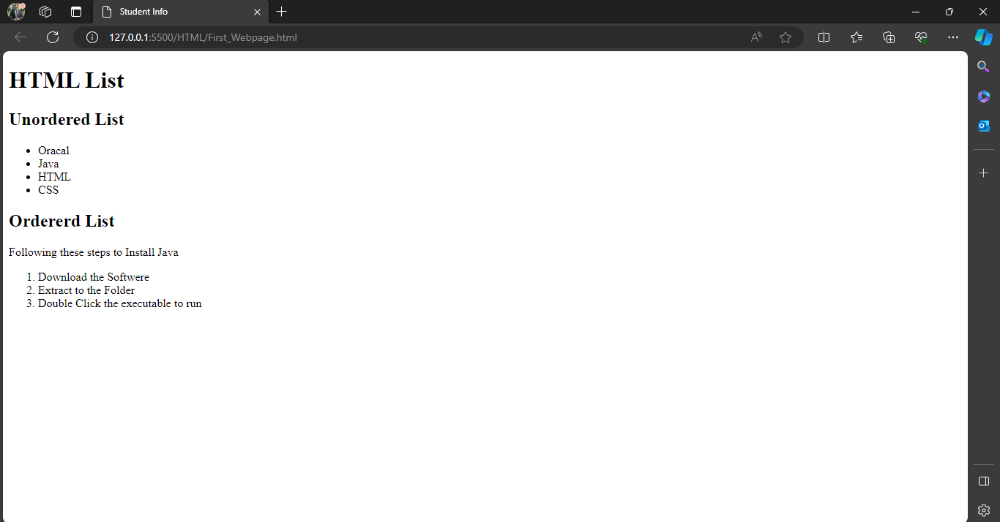 Student Info
127.0.0.1:5500/HTML/First_Webpage.html
HTML List
Unordered List
• Oracal
• Java
• HTML
• CSS
Ordererd List
Following these steps to Install Java
1. Download the Softwere
2. Extract to the Folder
3. Double Click the executable to run